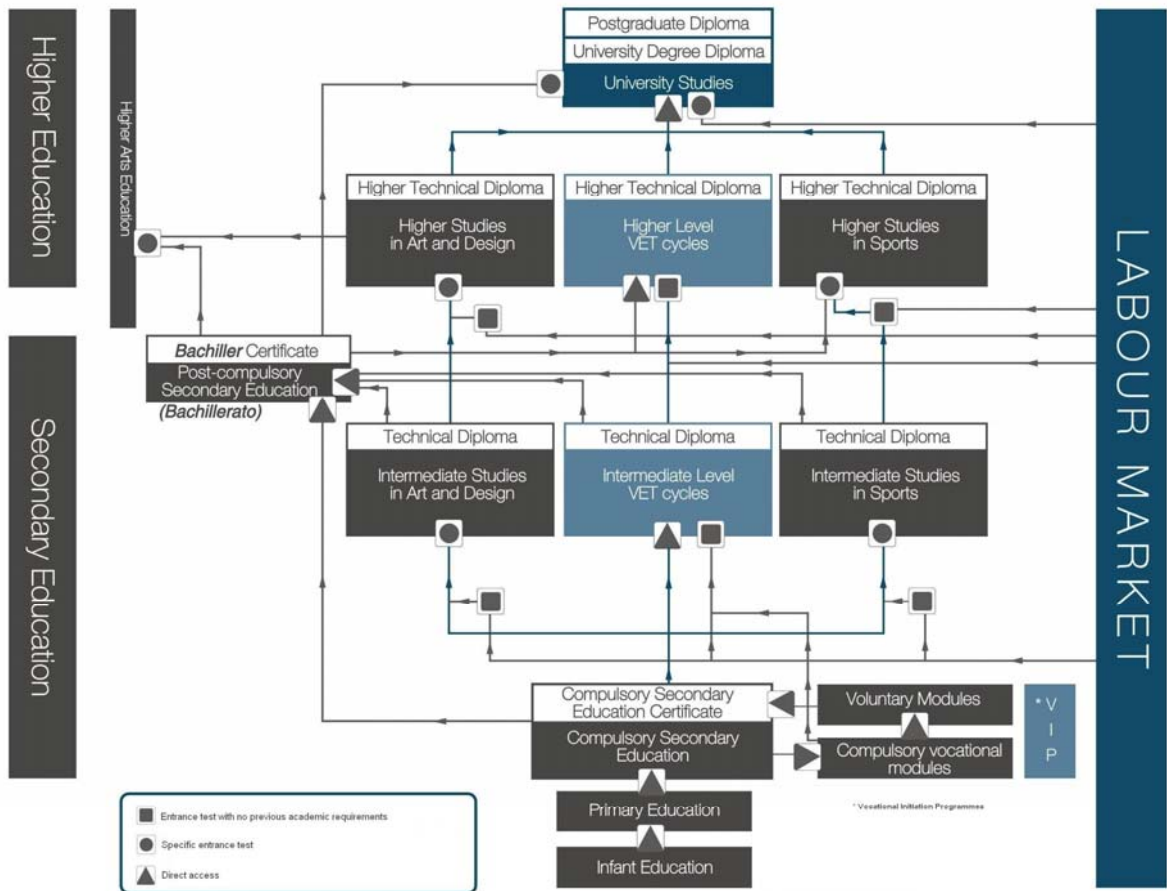 Higher Education
Higher Arts Education
Postgraduate Diploma
University Degree Diploma
University Studies
Higher Technical Diploma
Higher Studies
in Art and Design
Higher Technical Diploma
Higher Level
VET cycles
Higher Technical Diploma
Higher Studies
in Sports
LABOUR MARKET
Secondary Education
Bachiller Certificate
Post-compulsory
Secondary Education
(Bachillerato)
Technical Diploma
Intermediate Studies
in Art and Design
Technical Diploma
Intermediate Level
VET cycles
Technical Diploma
Intermediate Studies
in Sports
Compulsory Secondary
Education Certificate
Compulsory Secondary
Education
Voluntary Modules
Compulsory vocational
modules
* V
I
P
Primary Education
Infant Education
* Vocational Initiation Programmes
Entrance test with no previous academic requirements
Specific entrance test
Direct access